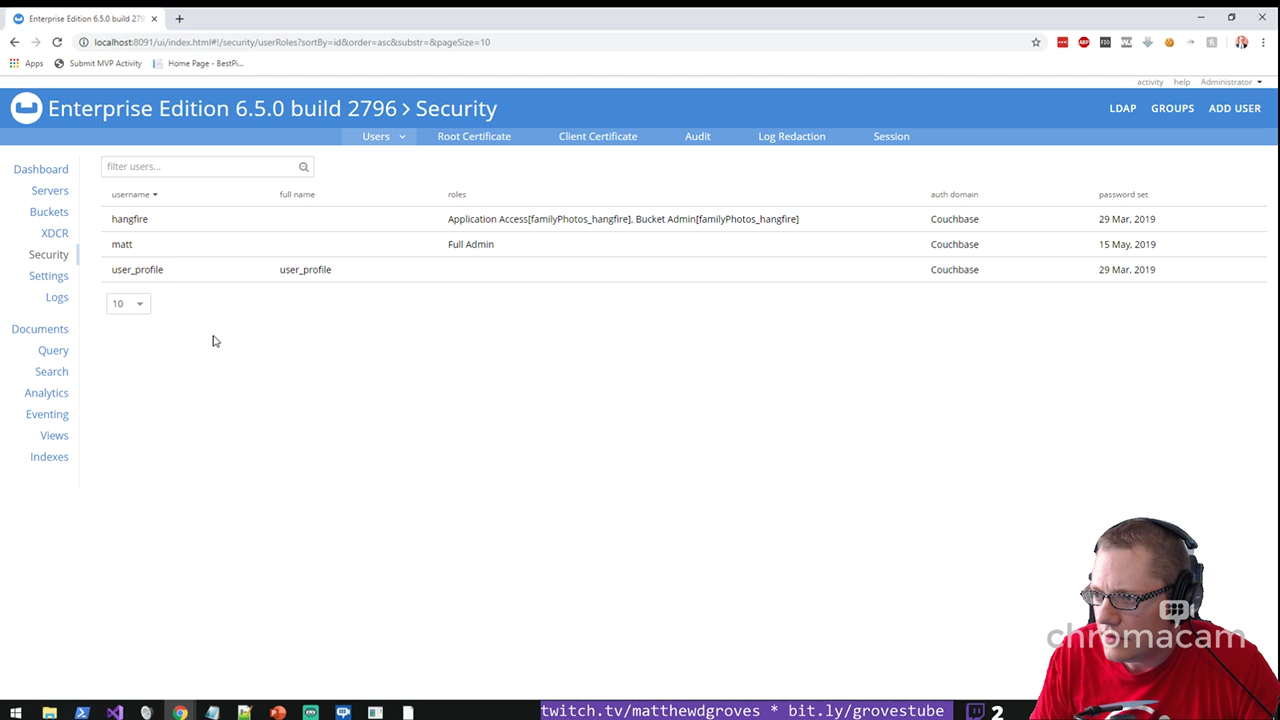 Enterprise Edition 6.5.0 build 279
localhost:8091/ui/index.html#!/security/userRoles?sortBy=id&order=asc&substr=&pageSize=10
Apps Submit MVP Activity Home Page - BestPi...
activity help Administrator
Enterprise Edition 6.5.0 build 2796 > Security LDAP GROUPS ADD USER
Users Root Certificate Client Certificate Audit Log Redaction Session
Dashboard
Servers
Buckets
XDCR
Security
Settings
Logs
Documents
Query
Search
Analytics
Eventing
Views
Indexes
filter users...
username full name roles auth domain password set
hangfire Application Access[familyPhotos_hangfire], Bucket Admin[familyPhotos_hangfire] Couchbase 29 Mar, 2019
matt Full Admin Couchbase 15 May, 2019
user_profile user_profile Couchbase 29 Mar, 2019
10
chromacam
twitch.tv/matthewdgroves * bit.ly/grovestube 2